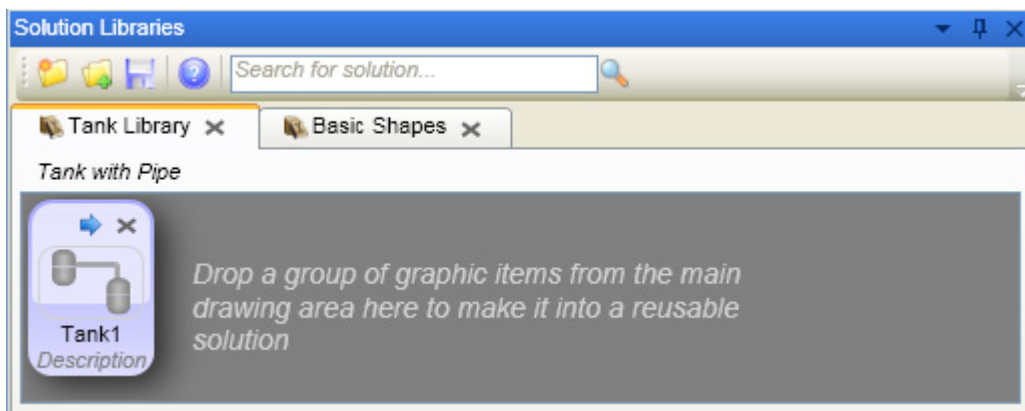 Solution Libraries
Search for solution...
Tank Library
Basic Shapes
Tank with Pipe
Drop a group of graphic items from the main
drawing area here to make it into a reusable
solution
Tank1
Description